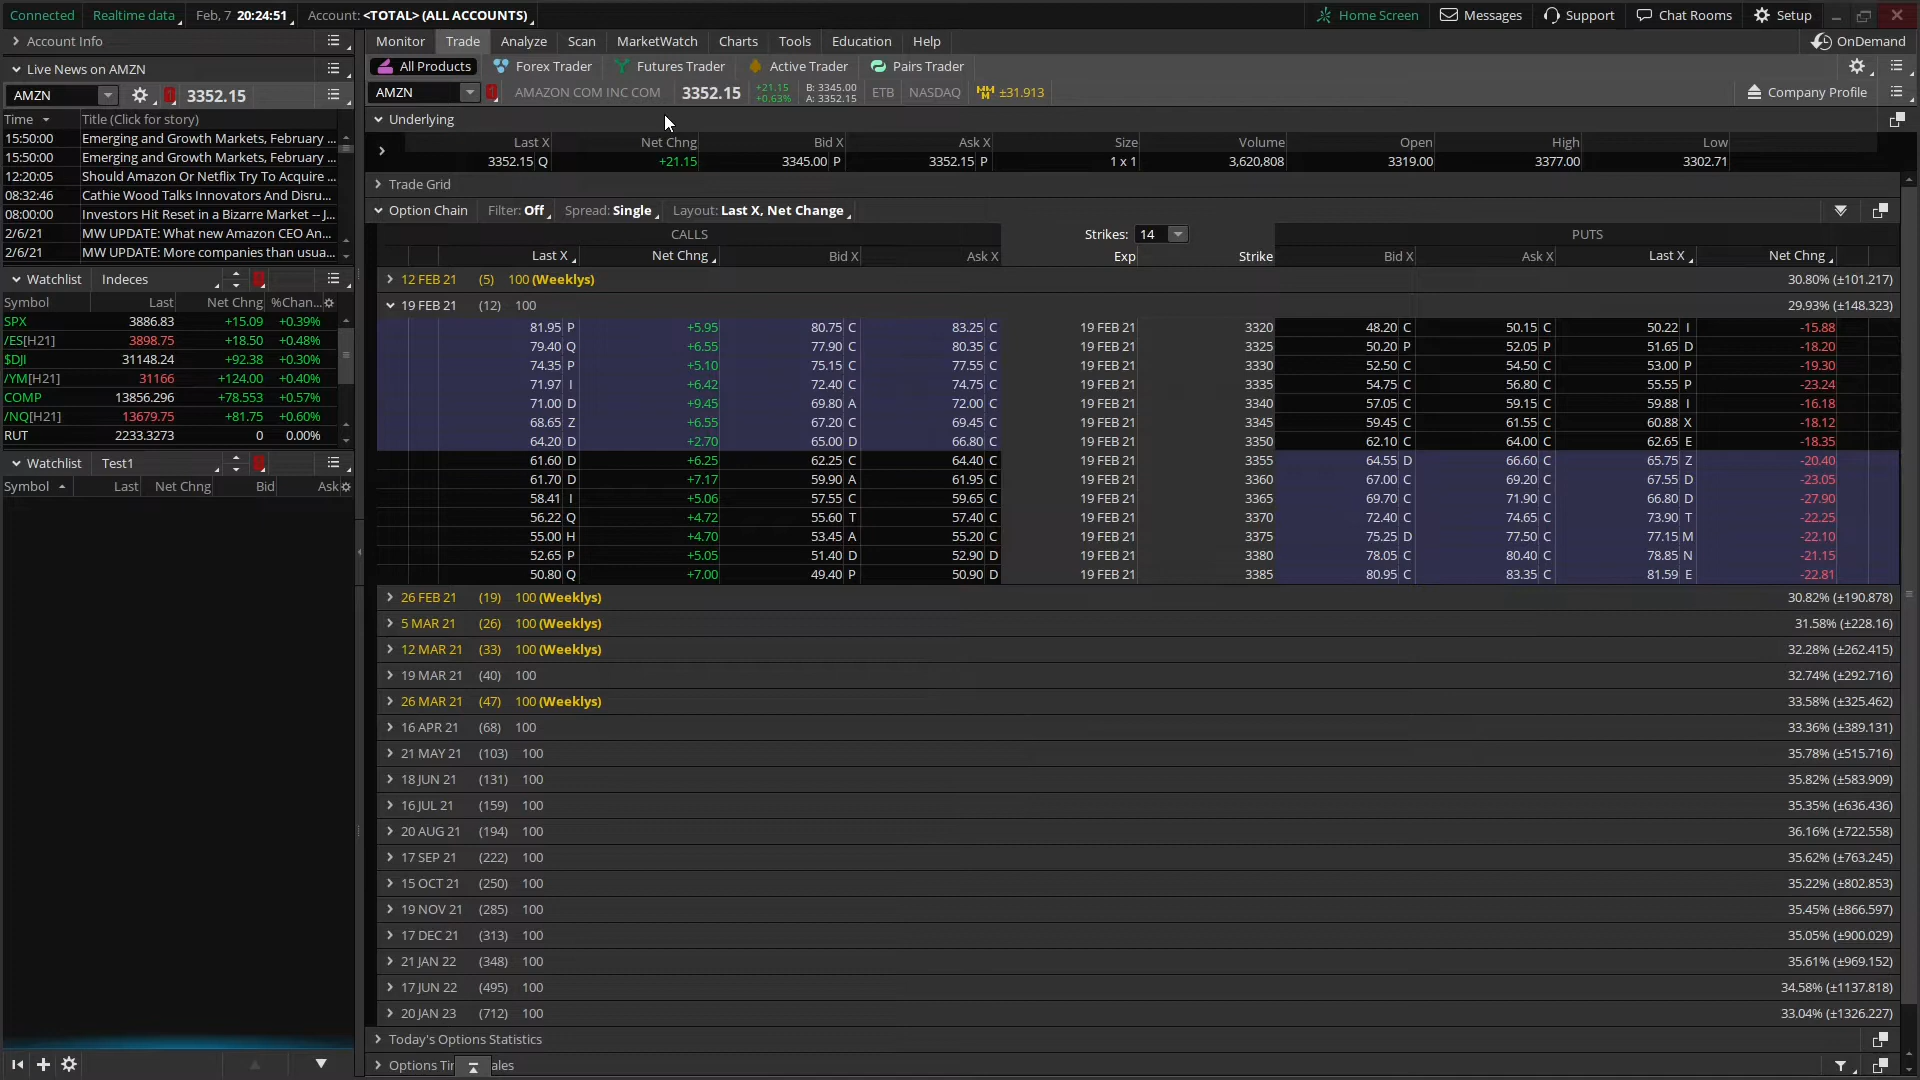 Connected Realtime data Feb, 7 20:24:51 Account: <TOTAL> (ALL ACCOUNTS) Home Screen Messages Support Chat Rooms Setup
Account Info
Live News on AMZN
AMZN 3352.15
Time Title (Click for story)
15:50:00 Emerging and Growth Markets, February ...
15:50:00 Emerging and Growth Markets, February ...
12:20:05 Should Amazon Or Netflix Try To Acquire ...
08:32:46 Cathie Wood Talks Innovators And Disru...
08:00:00 Investors Hit Reset in a Bizarre Market -- J...
2/6/21 MW UPDATE: What new Amazon CEO An...
2/6/21 MW UPDATE: More companies than usua...
Watchlist Indeces
Symbol Last Net Chng %Chan...
SPX 3886.83 +15.09 +0.39%
/ES[H21] 3898.75 +18.50 +0.48%
$DJI 31148.24 +92.38 +0.30%
/YM[H21] 31166 +124.00 +0.40%
COMP 13856.296 +78.553 +0.57%
/NQ[H21] 13679.75 +81.75 +0.60%
RUT 2233.3273 0 0.00%
Watchlist Test1
Symbol Last Net Chng Bid Ask
Monitor Trade Analyze Scan MarketWatch Charts Tools Education Help OnDemand
All Products Forex Trader Futures Trader Active Trader Pairs Trader
AMZN AMAZON COM INC COM 3352.15 +21.15 +0.63% B: 3345.00 A: 3352.15 ETB NASDAQ ±31.913 Company Profile
Underlying
Last X Net Chng Bid X Ask X Size Volume Open High Low
3352.15 Q +21.15 3345.00 P 3352.15 P 1 x 1 3,620,808 3319.00 3377.00 3302.71
Trade Grid
Option Chain Filter: Off Spread: Single Layout: Last X, Net Change
CALLS Strikes: 14 PUTS
Last X Net Chng Bid X Ask X Exp Strike Bid X Ask X Last X Net Chng
12 FEB 21 (5) 100 (Weeklys) 30.80% (±101.217)
19 FEB 21 (12) 100 29.93% (±148.323)
81.95 P +5.95 80.75 C 83.25 C 19 FEB 21 3320 48.20 C 50.15 C 50.22 I -15.88
79.40 Q +6.55 77.90 C 80.35 C 19 FEB 21 3325 50.20 P 52.05 P 51.65 D -18.20
74.35 P +5.10 75.15 C 77.55 C 19 FEB 21 3330 52.50 C 54.50 C 53.00 P -19.30
71.97 I +6.42 72.40 C 74.75 C 19 FEB 21 3335 54.75 C 56.80 C 55.55 P -23.24
71.00 D +9.45 69.80 A 72.00 C 19 FEB 21 3340 57.05 C 59.15 C 59.88 I -16.18
68.65 Z +6.55 67.20 C 69.45 C 19 FEB 21 3345 59.45 C 61.55 C 60.88 X -18.12
64.20 D +2.70 65.00 D 66.80 C 19 FEB 21 3350 62.10 C 64.00 C 62.65 E -18.35
61.60 D +6.25 62.25 C 64.40 C 19 FEB 21 3355 64.55 D 66.60 C 65.75 Z -20.40
61.70 D +7.17 59.90 A 61.95 C 19 FEB 21 3360 67.00 C 69.20 C 67.55 D -23.05
58.41 I +5.06 57.55 C 59.65 C 19 FEB 21 3365 69.70 C 71.90 C 66.80 D -27.90
56.22 Q +4.72 55.60 T 57.40 C 19 FEB 21 3370 72.40 C 74.65 C 73.90 T -22.25
55.00 H +4.70 53.45 A 55.20 C 19 FEB 21 3375 75.25 D 77.50 C 77.15 M -22.10
52.65 P +5.05 51.40 D 52.90 D 19 FEB 21 3380 78.05 C 80.40 C 78.85 N -21.15
50.80 Q +7.00 49.40 P 50.90 D 19 FEB 21 3385 80.95 C 83.35 C 81.59 E -22.81
26 FEB 21 (19) 100 (Weeklys) 30.82% (±190.878)
5 MAR 21 (26) 100 (Weeklys) 31.58% (±228.16)
12 MAR 21 (33) 100 (Weeklys) 32.28% (±262.415)
19 MAR 21 (40) 100 32.74% (±292.716)
26 MAR 21 (47) 100 (Weeklys) 33.58% (±325.462)
16 APR 21 (68) 100 33.36% (±389.131)
21 MAY 21 (103) 100 35.78% (±515.716)
18 JUN 21 (131) 100 35.82% (±583.909)
16 JUL 21 (159) 100 35.35% (±636.436)
20 AUG 21 (194) 100 36.16% (±722.558)
17 SEP 21 (222) 100 35.62% (±763.245)
15 OCT 21 (250) 100 35.22% (±802.853)
19 NOV 21 (285) 100 35.45% (±866.597)
17 DEC 21 (313) 100 35.05% (±900.029)
21 JAN 22 (348) 100 35.61% (±969.152)
17 JUN 22 (495) 100 34.58% (±1137.818)
20 JAN 23 (712) 100 33.04% (±1326.227)
Today's Options Statistics
Options Tir ales